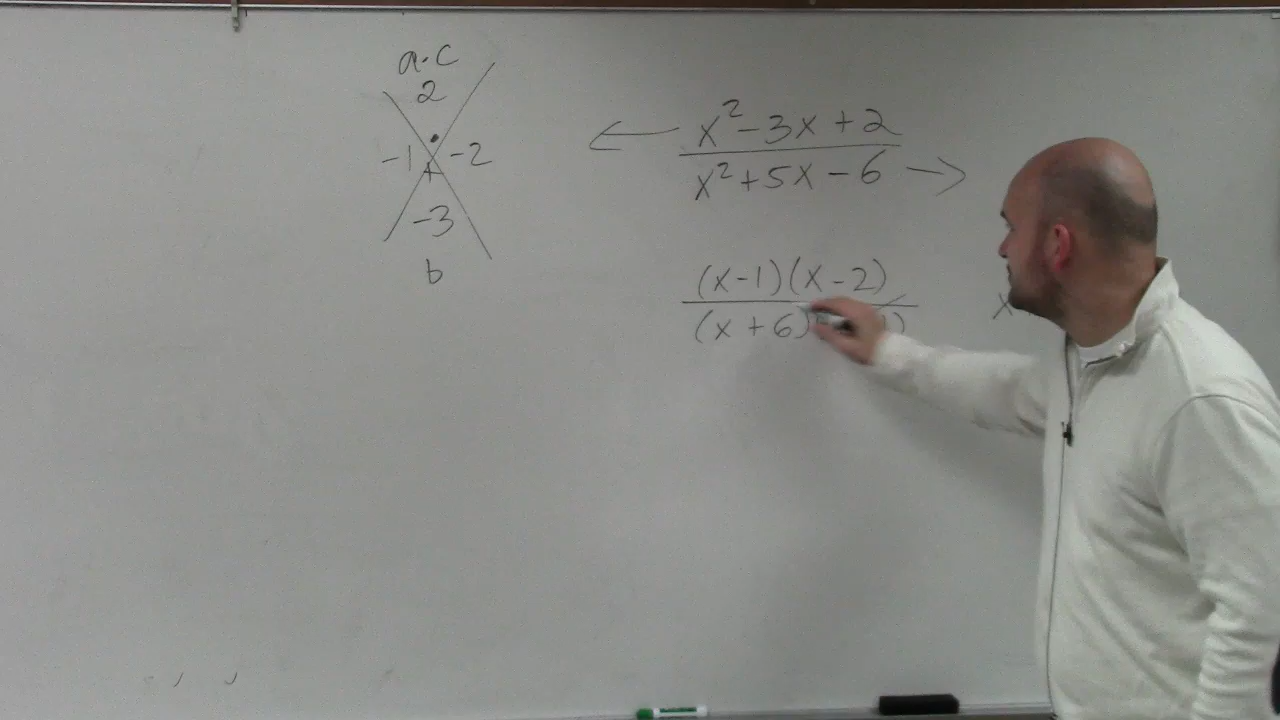 a·c
2
-1 · + -2
-3
b
x² - 3x + 2
x² + 5x - 6
(x - 1)(x - 2)
(x + 6)
x